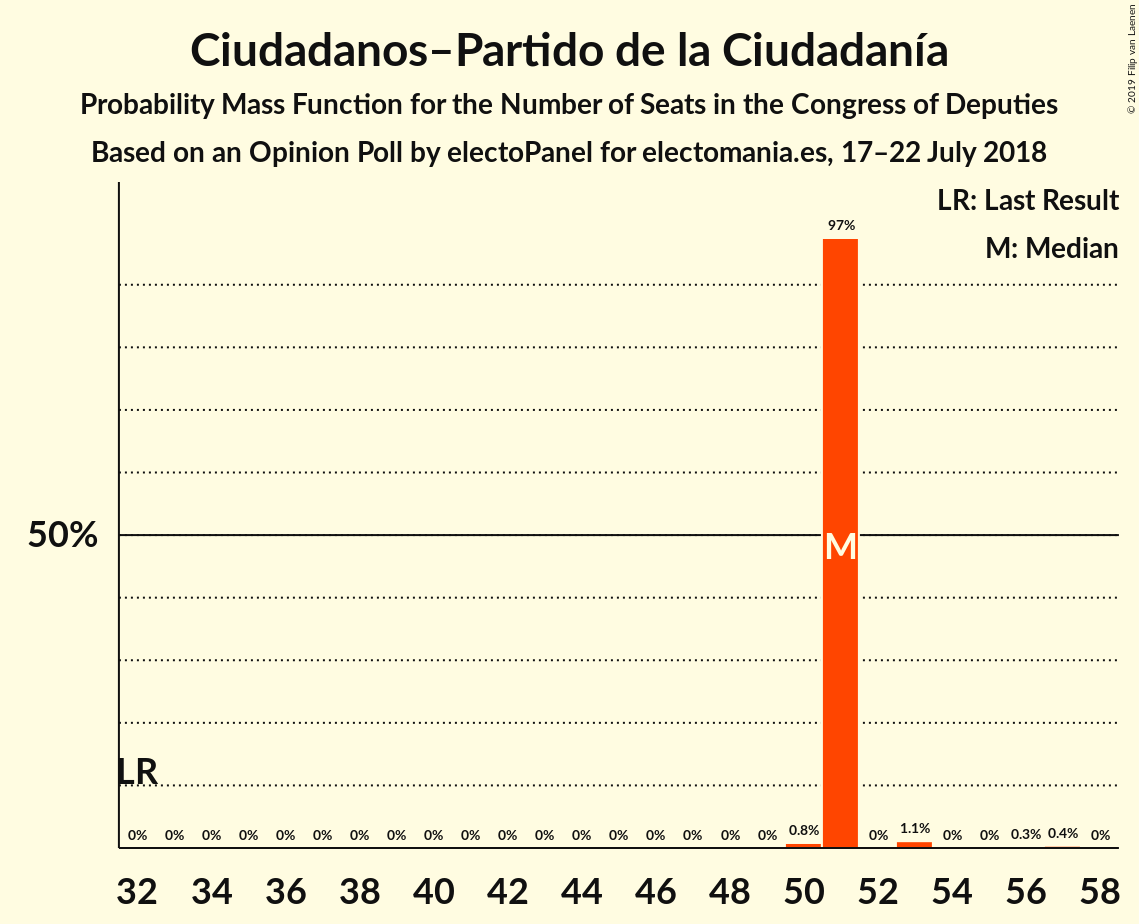 Ciudadanos–Partido de la Ciudadanía
Probability Mass Function for the Number of Seats in the Congress of Deputies
Based on an Opinion Poll by electoPanel for electomania.es, 17–22 July 2018
© 2019 Filip van Laenen
LR: Last Result
M: Median
97%
50%
M
LR
0% 0% 0% 0% 0% 0% 0% 0% 0% 0% 0% 0% 0% 0% 0% 0% 0% 0% 0.8% 0% 1.1% 0% 0% 0.3% 0.4% 0%
32 34 36 38 40 42 44 46 48 50 52 54 56 58